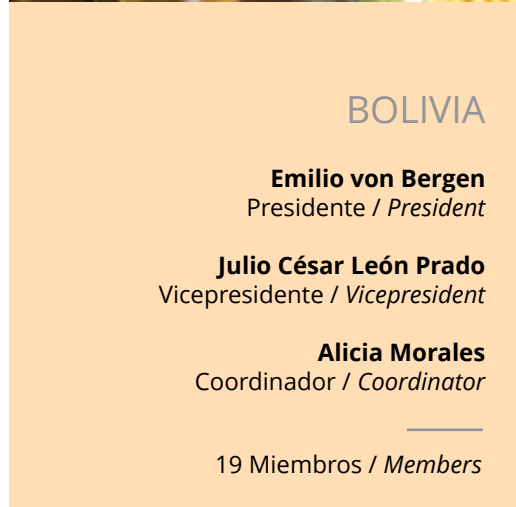 BOLIVIA
Emilio von Bergen
Presidente / President
Julio César León Prado
Vicepresidente / Vicepresident
Alicia Morales
Coordinador / Coordinator
19 Miembros / Members